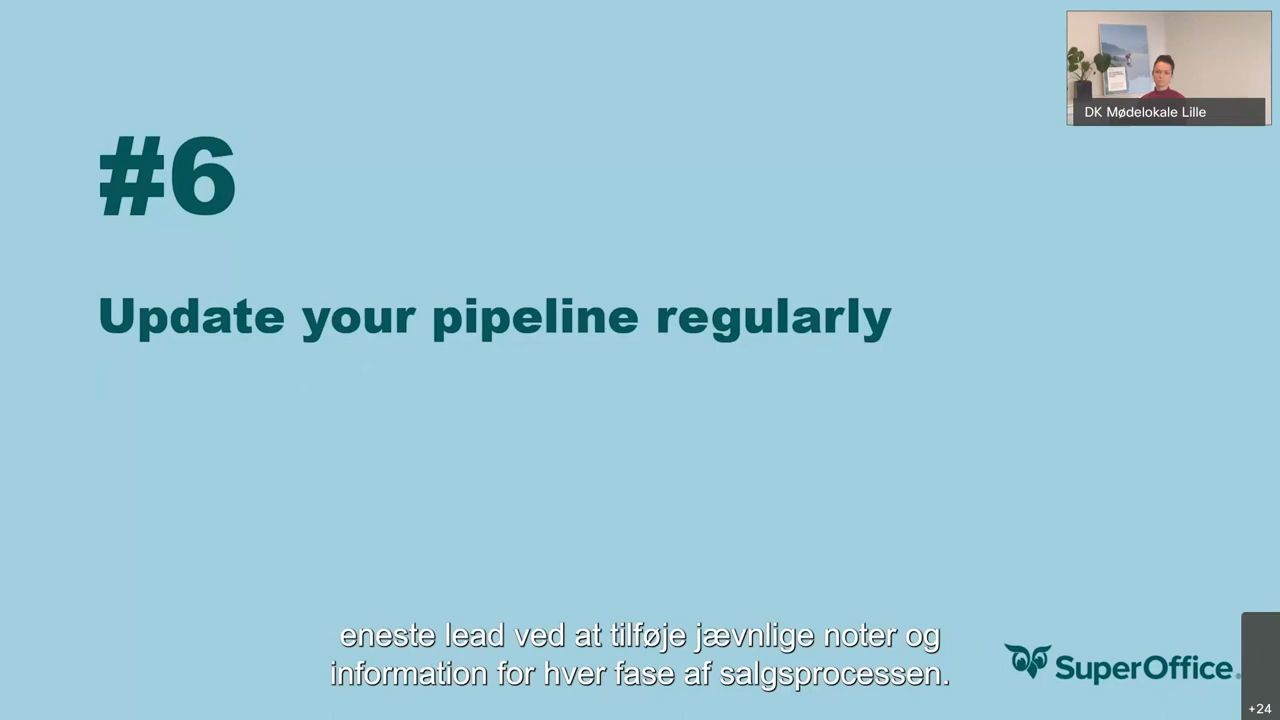 DK Mødelokale Lille
#6
Update your pipeline regularly
eneste lead ved at tilføje jævnlige noter og
information for hver fase af salgsprocessen.
SuperOffice.
+24